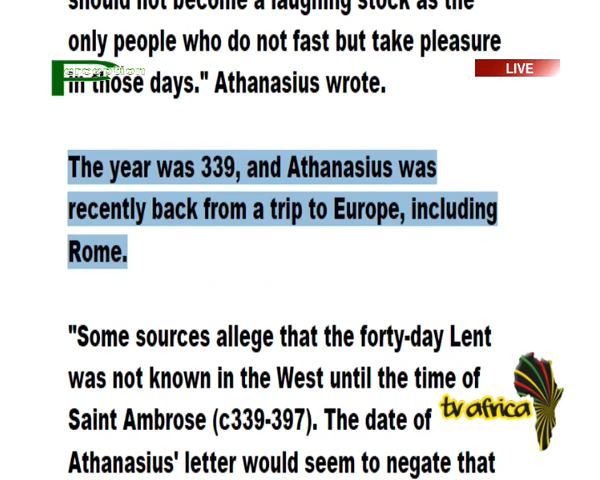 should not become a laughing stock as the
only people who do not fast but take pleasure
in those days." Athanasius wrote.
Perception
LIVE
The year was 339, and Athanasius was
recently back from a trip to Europe, including
Rome.
"Some sources allege that the forty-day Lent
was not known in the West until the time of
Saint Ambrose (c339-397). The date of
Athanasius' letter would seem to negate that
tv africa